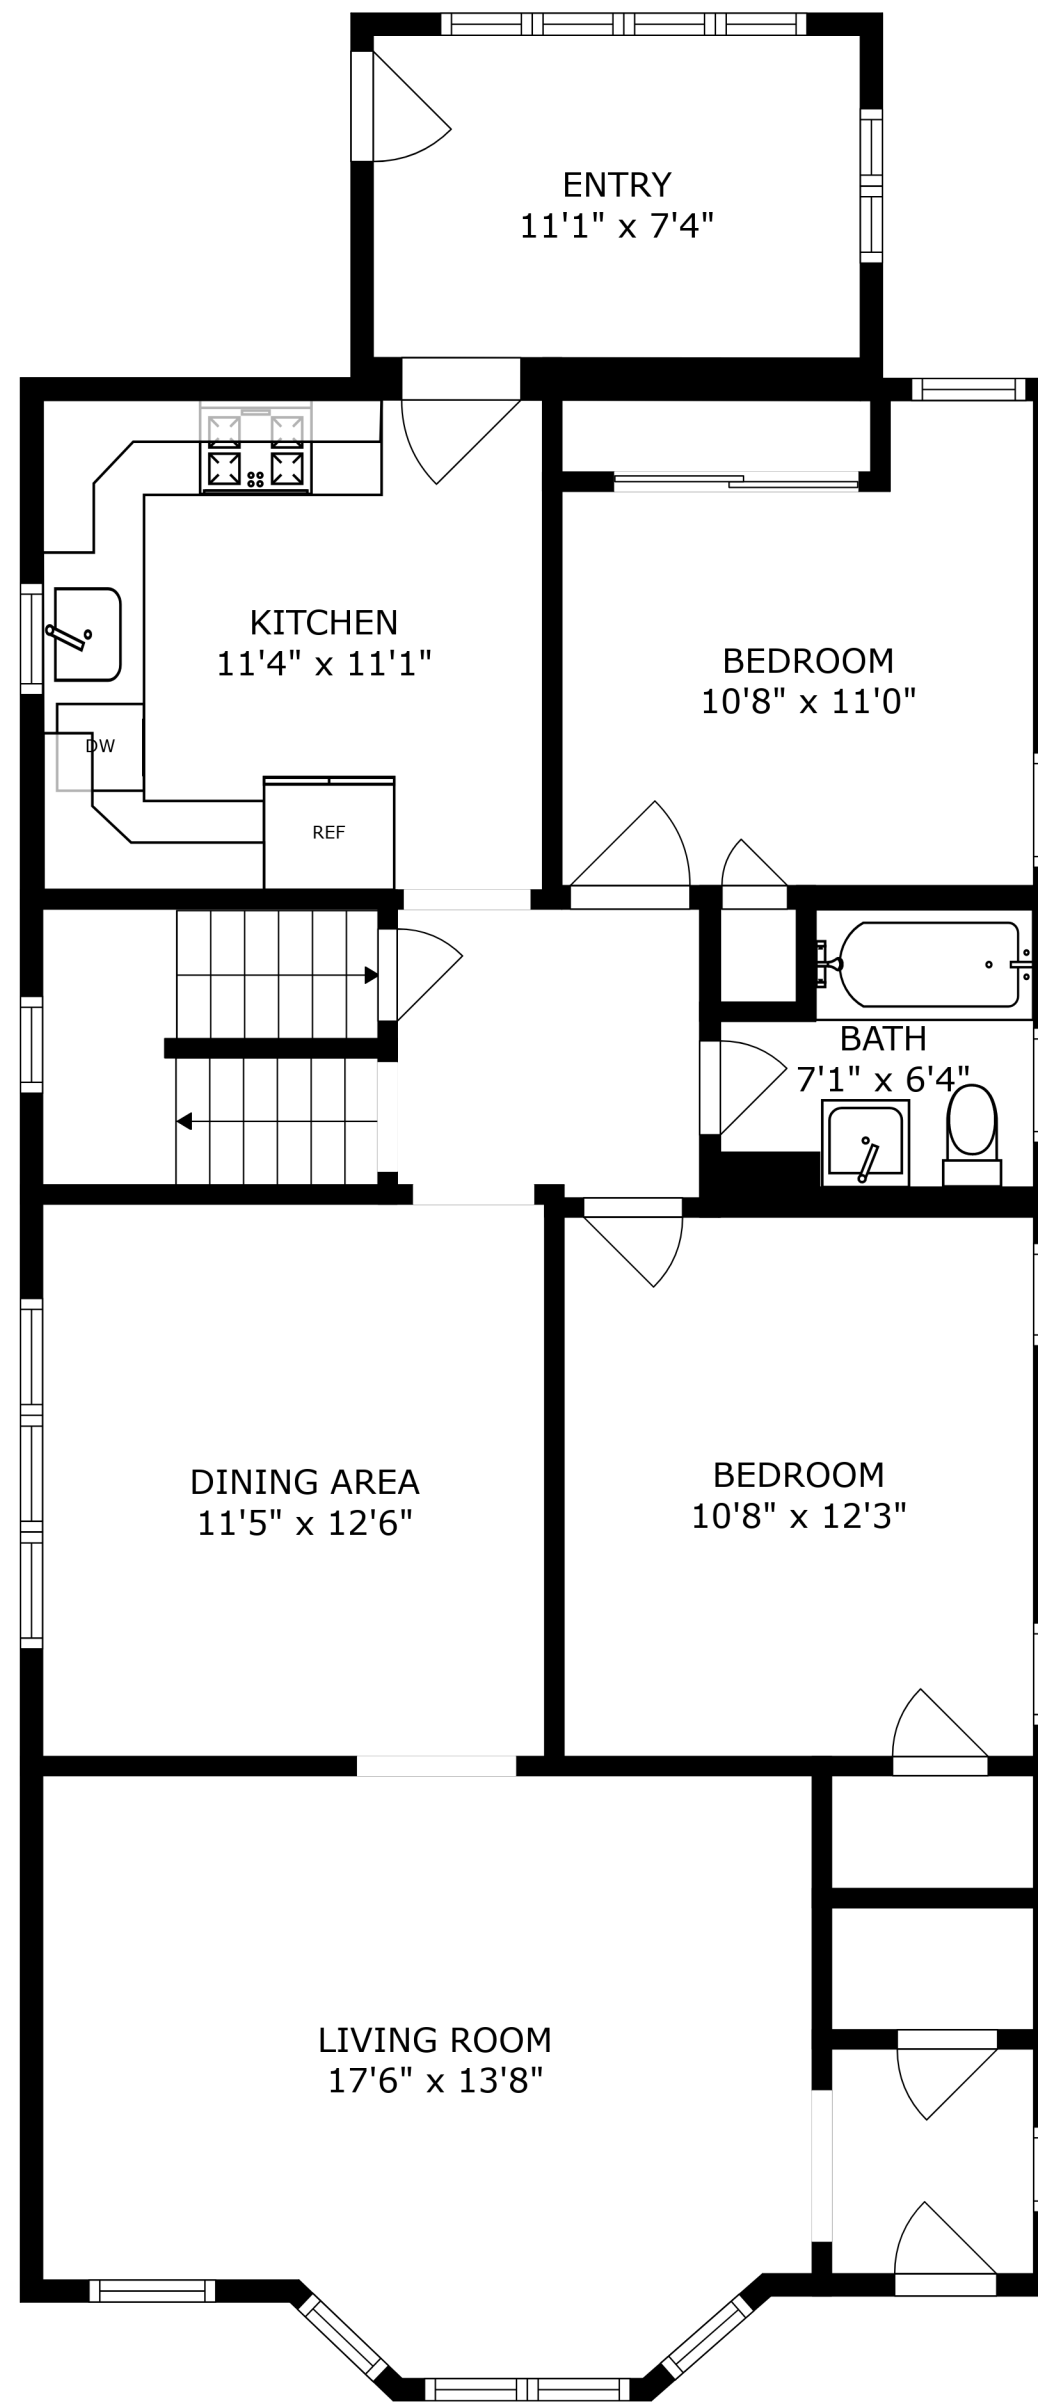 ENTRY
11'1" x 7'4"
KITCHEN
11'4" x 11'1"
BEDROOM
10'8" x 11'0"
DW
REF
BATH
7'1" x 6'4"
DINING AREA
11'5" x 12'6"
BEDROOM
10'8" x 12'3"
LIVING ROOM
17'6" x 13'8"